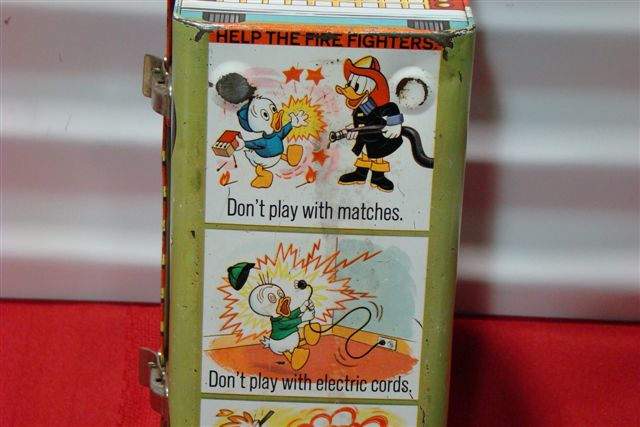 HELP THE FIRE FIGHTERS.
Don't play with matches.
Don't play with electric cords.